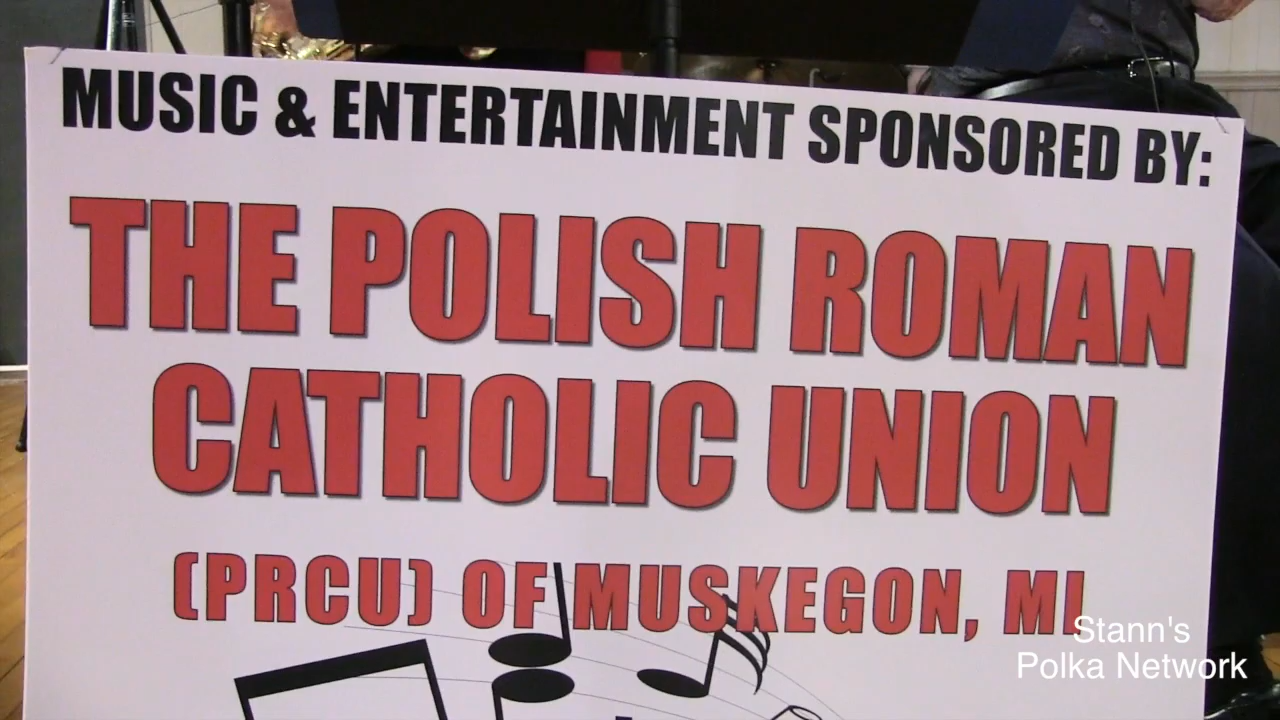 MUSIC & ENTERTAINMENT SPONSORED BY:
THE POLISH ROMAN
CATHOLIC UNION
(PRCU) OF MUSKEGON, MI
Stann's
Polka Network